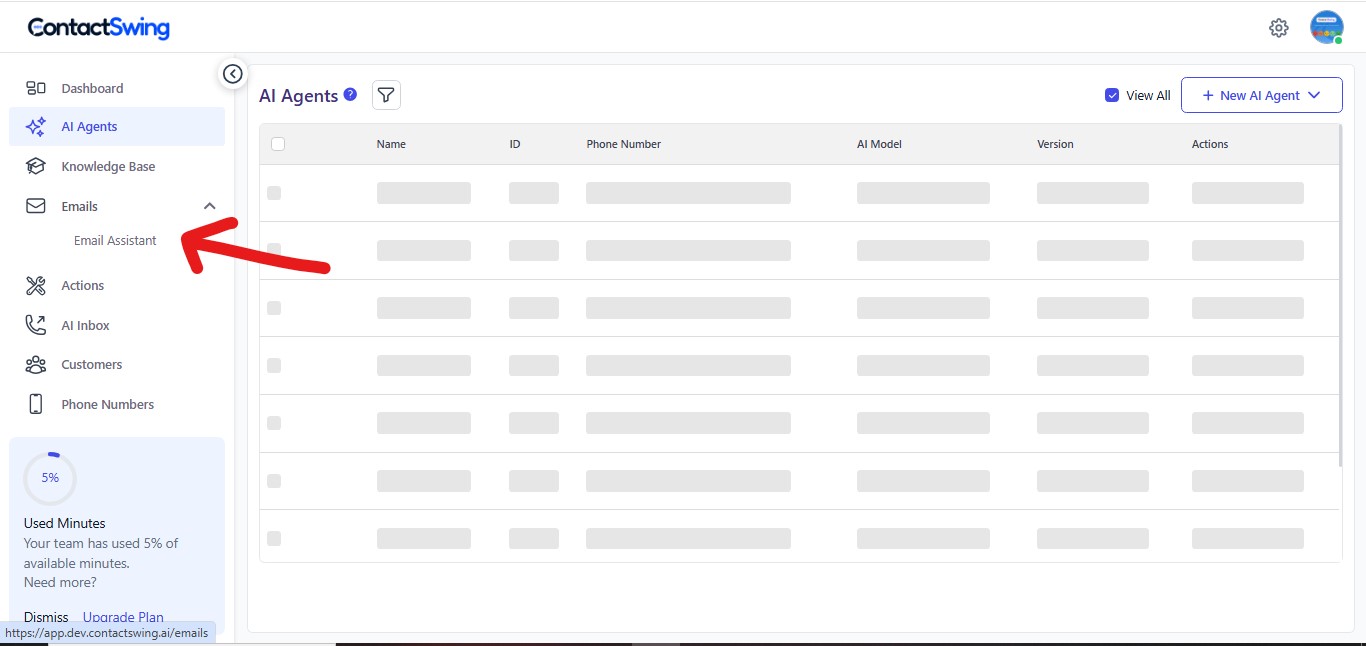 ContactSwing
Dashboard
AI Agents
Knowledge Base
Emails
Email Assistant
Actions
AI Inbox
Customers
Phone Numbers
5%
Used Minutes
Your team has used 5% of
available minutes.
Need more?
Dismiss Upgrade Plan
https://app.dev.contactswing.ai/emails
AI Agents ?
View All
+ New AI Agent
Name ID Phone Number AI Model Version Actions